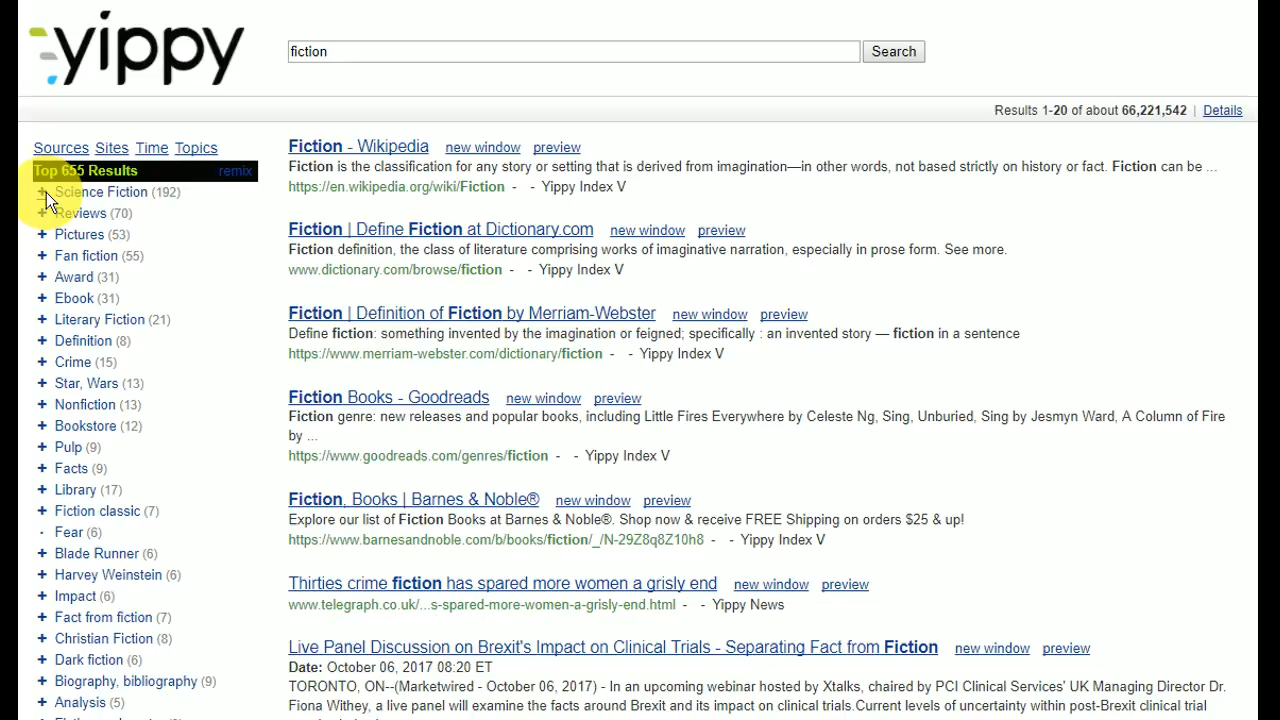 yippy
fiction
Search
Results 1-20 of about 66,221,542 | Details
Sources Sites Time Topics
Top 655 Results remix
+ Science Fiction (192)
+ Reviews (70)
+ Pictures (53)
+ Fan fiction (55)
+ Award (31)
+ Ebook (31)
+ Literary Fiction (21)
+ Definition (8)
+ Crime (15)
+ Star, Wars (13)
+ Nonfiction (13)
+ Bookstore (12)
+ Pulp (9)
+ Facts (9)
+ Library (17)
+ Fiction classic (7)
· Fear (6)
+ Blade Runner (6)
+ Harvey Weinstein (6)
+ Impact (6)
+ Fact from fiction (7)
+ Christian Fiction (8)
+ Dark fiction (6)
+ Biography, bibliography (9)
+ Analysis (5)
Fiction - Wikipedia new window preview
Fiction is the classification for any story or setting that is derived from imagination—in other words, not based strictly on history or fact. Fiction can be ...
https://en.wikipedia.org/wiki/Fiction - - Yippy Index V
Fiction | Define Fiction at Dictionary.com new window preview
Fiction definition, the class of literature comprising works of imaginative narration, especially in prose form. See more.
www.dictionary.com/browse/fiction - - Yippy Index V
Fiction | Definition of Fiction by Merriam-Webster new window preview
Define fiction: something invented by the imagination or feigned; specifically : an invented story — fiction in a sentence
https://www.merriam-webster.com/dictionary/fiction - - Yippy Index V
Fiction Books - Goodreads new window preview
Fiction genre: new releases and popular books, including Little Fires Everywhere by Celeste Ng, Sing, Unburied, Sing by Jesmyn Ward, A Column of Fire
by ...
https://www.goodreads.com/genres/fiction - - Yippy Index V
Fiction, Books | Barnes & Noble® new window preview
Explore our list of Fiction Books at Barnes & Noble®. Shop now & receive FREE Shipping on orders $25 & up!
https://www.barnesandnoble.com/b/books/fiction/_/N-29Z8q8Z10h8 - - Yippy Index V
Thirties crime fiction has spared more women a grisly end new window preview
www.telegraph.co.uk/...s-spared-more-women-a-grisly-end.html - - Yippy News
Live Panel Discussion on Brexit's Impact on Clinical Trials - Separating Fact from Fiction new window preview
Date: October 06, 2017 08:20 ET
TORONTO, ON--(Marketwired - October 06, 2017) - In an upcoming webinar hosted by Xtalks, chaired by PCI Clinical Services' UK Managing Director Dr.
Fiona Withey, a live panel will examine the facts around Brexit and its impact on clinical trials.Current levels of uncertainty within post-Brexit clinical trial